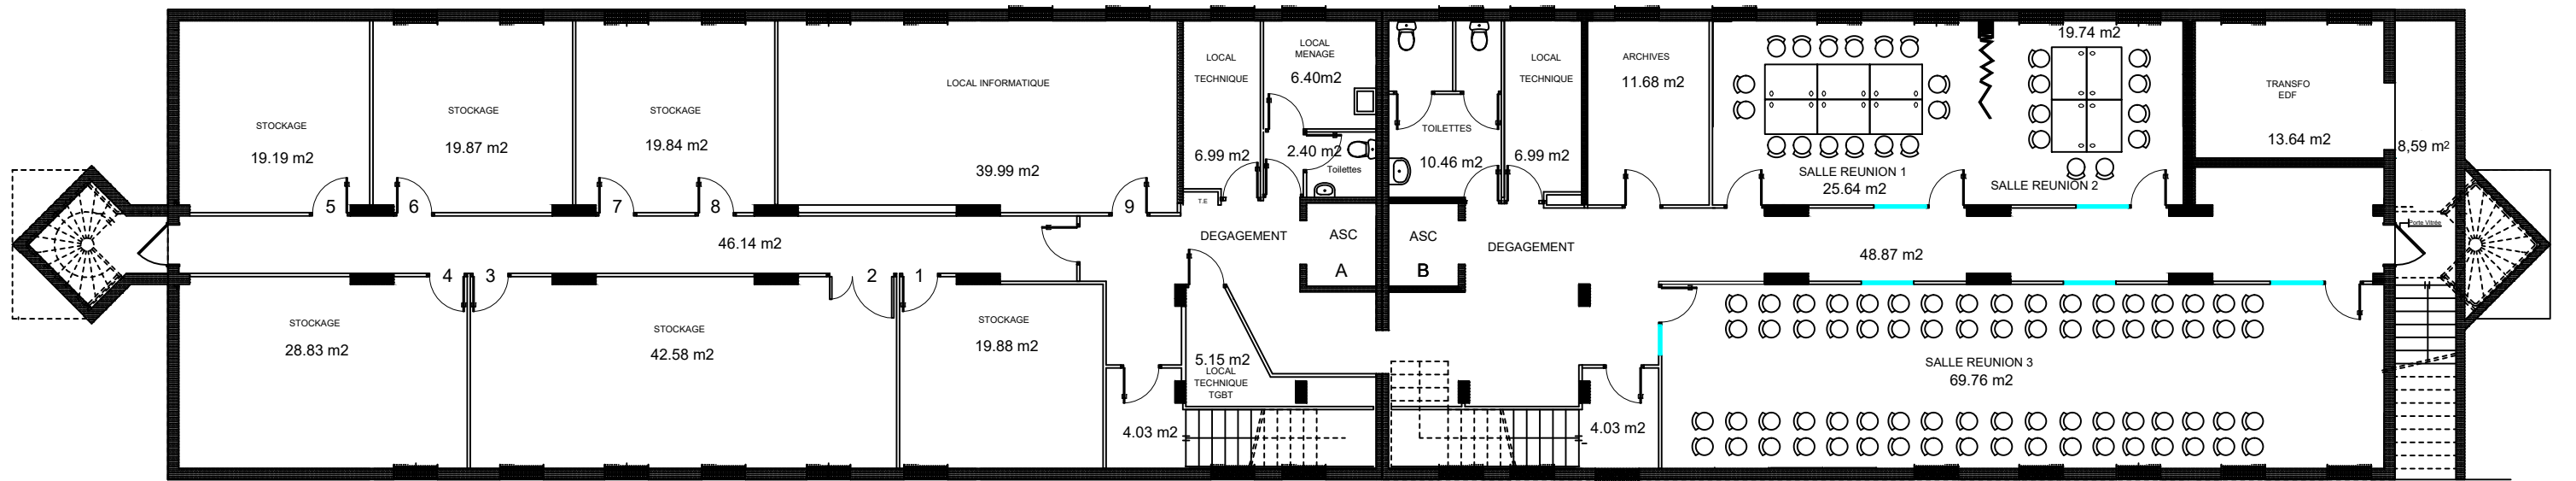 STOCKAGE
19.19 m2
STOCKAGE
19.87 m2
STOCKAGE
19.84 m2
LOCAL INFORMATIQUE
39.99 m2
LOCAL
TECHNIQUE
6.99 m2
LOCAL
MENAGE
6.40m2
2.40 m2
Toilettes
T.E
TOILETTES
10.46 m2
LOCAL
TECHNIQUE
6.99 m2
ARCHIVES
11.68 m2
SALLE REUNION 1
25.64 m2
19.74 m2
SALLE REUNION 2
TRANSFO
EDF
13.64 m2
8,59 m2
Porte Vitrée
5
6
7
8
9
46.14 m2
DEGAGEMENT
ASC
A
ASC
B
DEGAGEMENT
48.87 m2
4
3
2
1
STOCKAGE
28.83 m2
STOCKAGE
42.58 m2
STOCKAGE
19.88 m2
4.03 m2
5.15 m2
LOCAL
TECHNIQUE
TGBT
4.03 m2
SALLE REUNION 3
69.76 m2